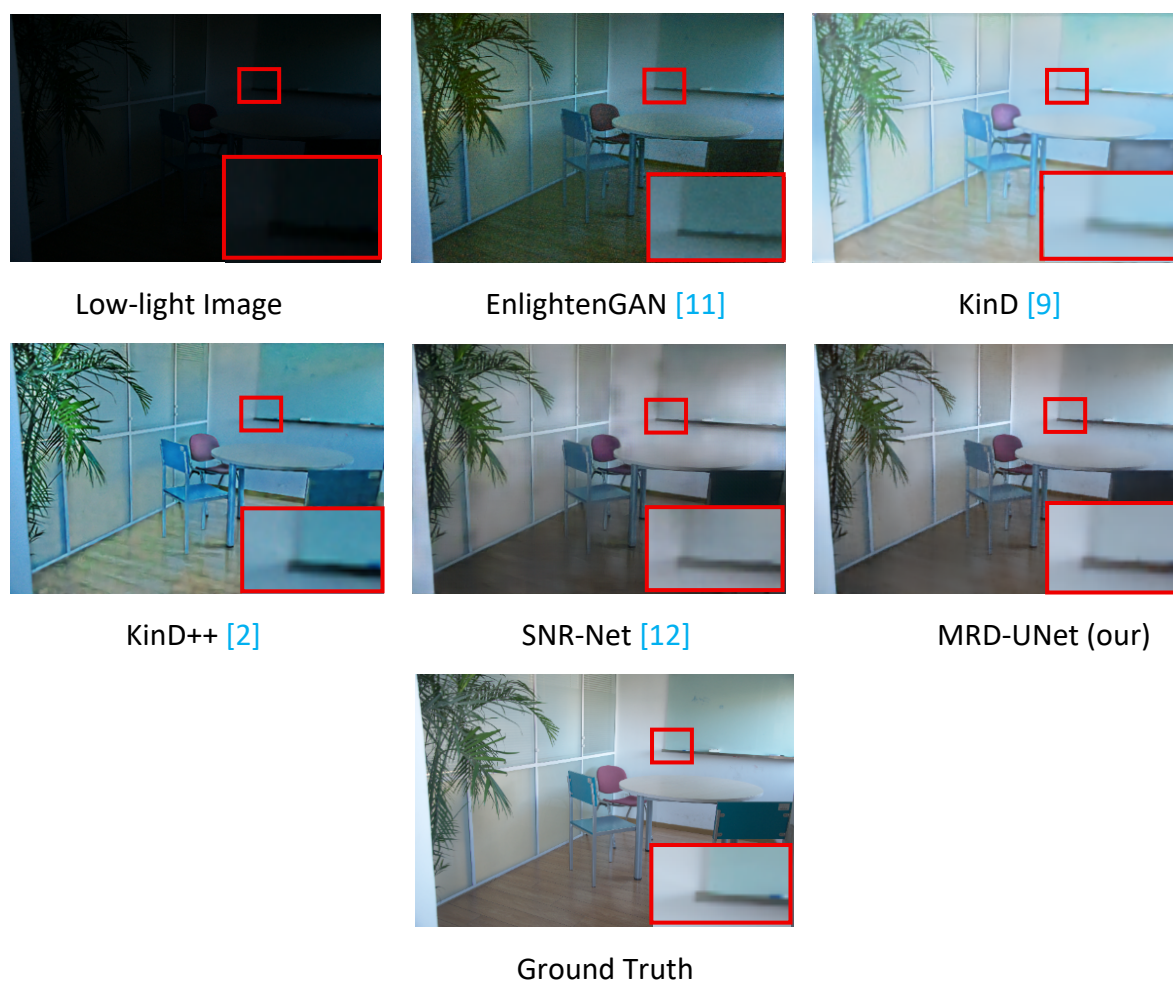 Low-light Image
EnlightenGAN [11]
KinD [9]
KinD++ [2]
SNR-Net [12]
MRD-UNet (our)
Ground Truth